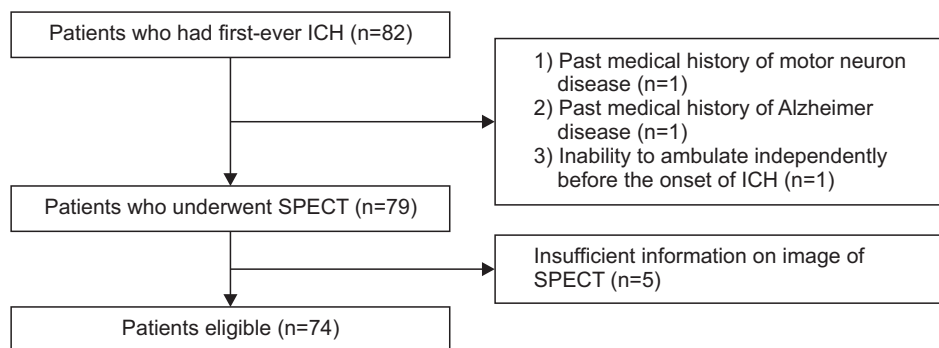 Patients who had first-ever ICH (n=82)
1) Past medical history of motor neuron
disease (n=1)
2) Past medical history of Alzheimer
disease (n=1)
3) Inability to ambulate independently
before the onset of ICH (n=1)
Patients who underwent SPECT (n=79)
Insufficient information on image of
SPECT (n=5)
Patients eligible (n=74)